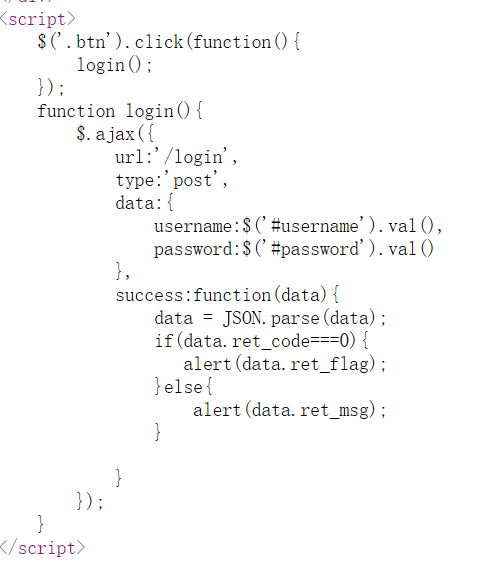 <script>
$('.btn').click(function(){
login();
});
function login(){
$.ajax({
url:'/login',
type:'post',
data:{
username:$('#username').val(),
password:$('#password').val()
},
success:function(data){
data = JSON.parse(data);
if(data.ret_code===0){
alert(data.ret_flag);
}else{
alert(data.ret_msg);
}
}
});
}
</script>